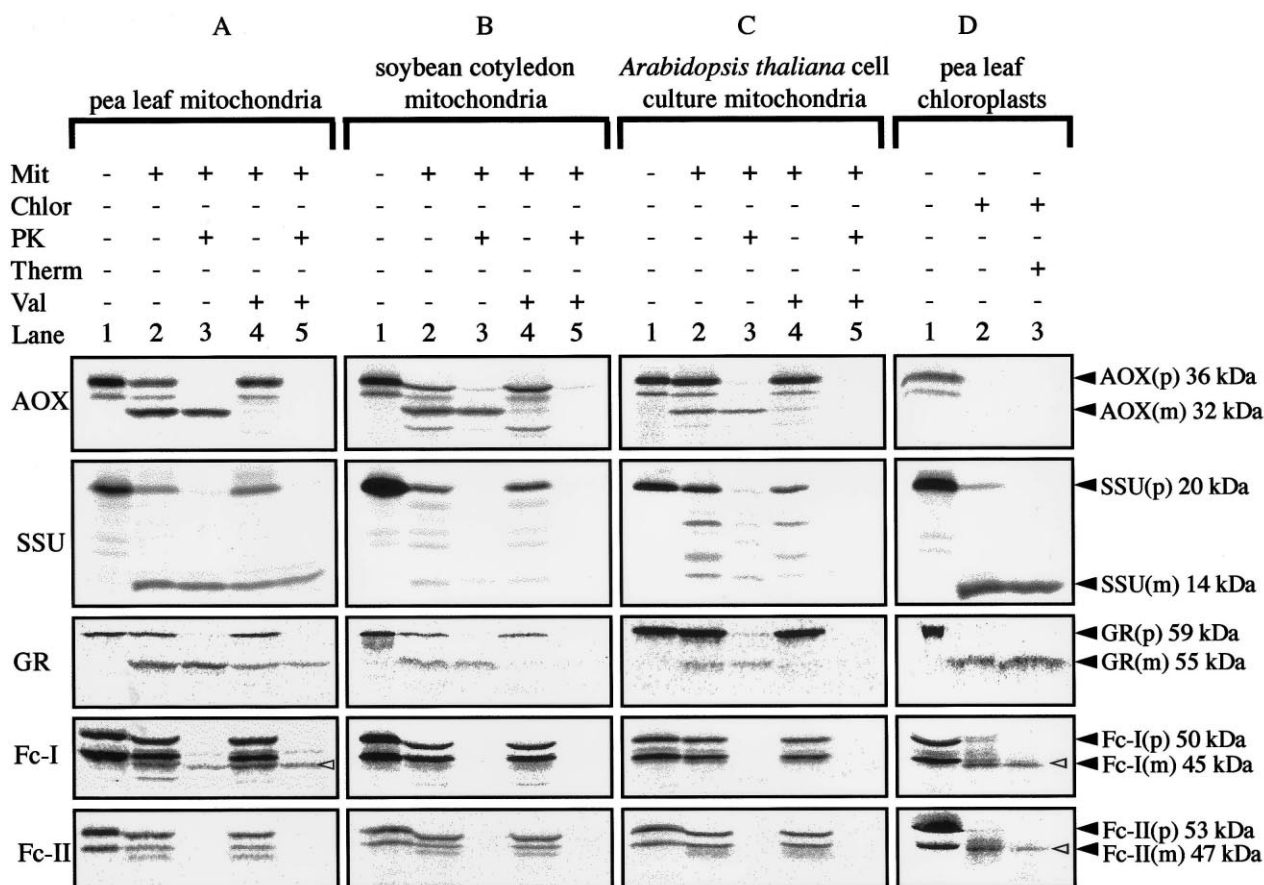 A B C D
pea leaf mitochondria
soybean cotyledon
mitochondria
Arabidopsis thaliana cell
culture mitochondria
pea leaf
chloroplasts
Mit - + + + + - + + + + - + + + + - - -
Chlor - - - - - - - - - - - - - - - - + +
PK - - + - + - - + - + - - + - + - - -
Therm - - - - - - - - - - - - - - - - - +
Val - - - + + - - - + + - - - + + - - -
Lane 1 2 3 4 5 1 2 3 4 5 1 2 3 4 5 1 2 3
AOX
AOX(p) 36 kDa
AOX(m) 32 kDa
SSU
SSU(p) 20 kDa
SSU(m) 14 kDa
GR
GR(p) 59 kDa
GR(m) 55 kDa
Fc-I
Fc-I(p) 50 kDa
Fc-I(m) 45 kDa
Fc-II
Fc-II(p) 53 kDa
Fc-II(m) 47 kDa